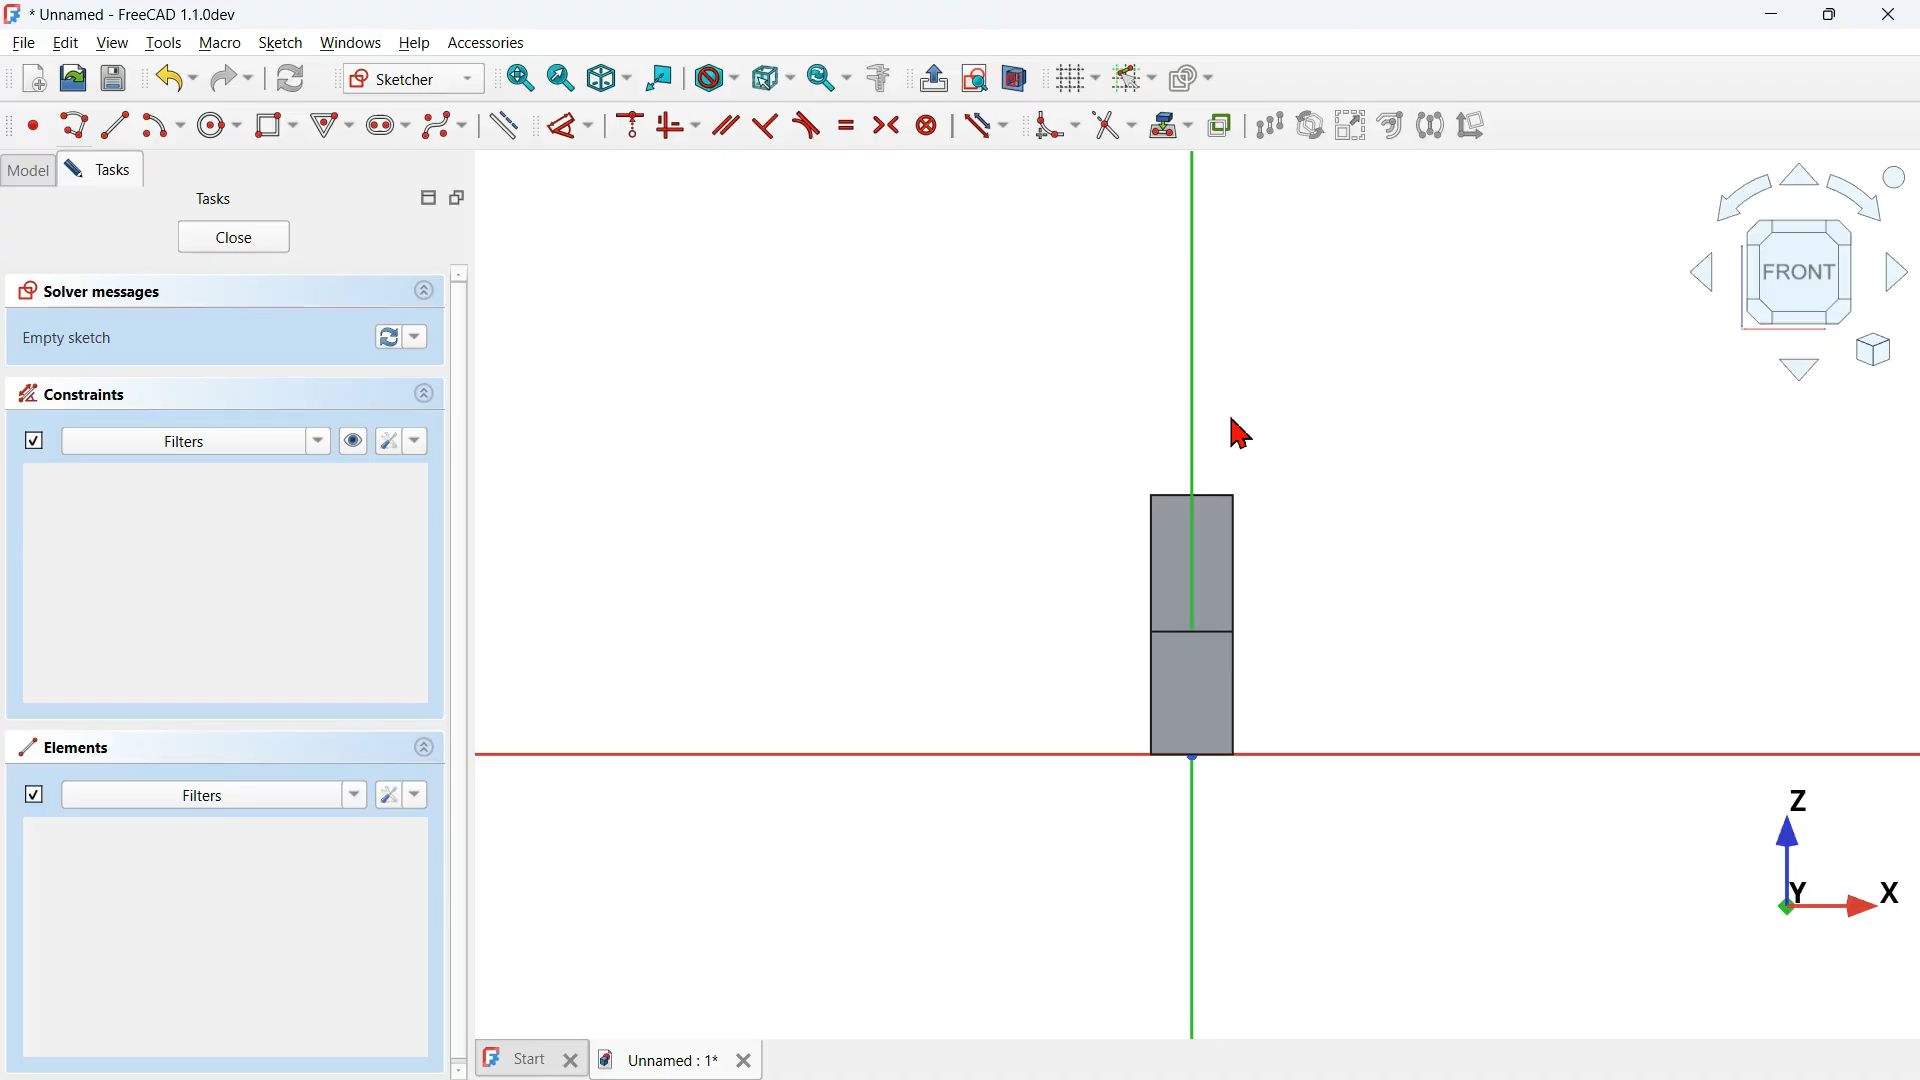 * Unnamed - FreeCAD 1.1.0dev
File Edit View Tools Macro Sketch Windows Help Accessories
Sketcher
Model Tasks
Tasks
Close
Solver messages
Empty sketch
Constraints
Filters
Elements
Filters
FRONT
Z
Y X
Start Unnamed : 1*